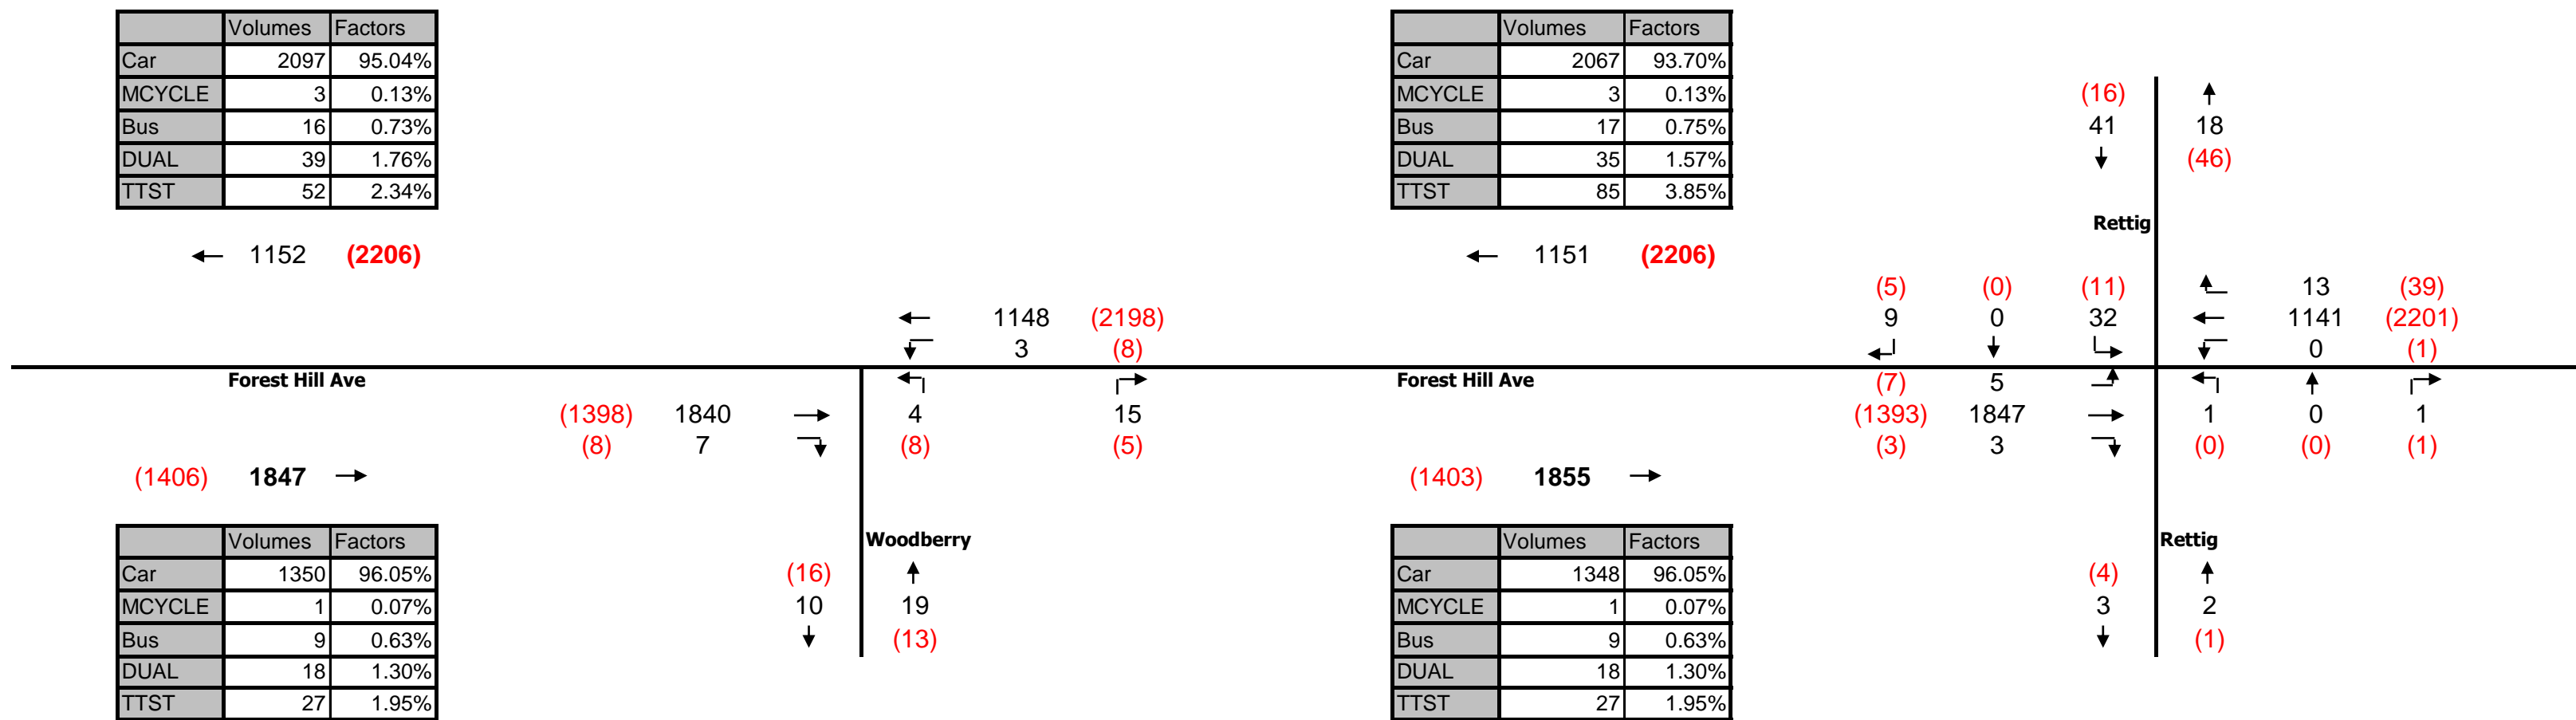 Volumes Factors
Car 2097 95.04%
MCYCLE 3 0.13%
Bus 16 0.73%
DUAL 39 1.76%
TTST 52 2.34%
1152 (2206)
1148 (2198)
3 (8)
Forest Hill Ave
(1398) 1840
(8) 7
4 15
(8) (5)
(1406) 1847
Volumes Factors
Car 1350 96.05%
MCYCLE 1 0.07%
Bus 9 0.63%
DUAL 18 1.30%
TTST 27 1.95%
Woodberry
(16)
10 19
(13)
Volumes Factors
Car 2067 93.70%
MCYCLE 3 0.13%
Bus 17 0.75%
DUAL 35 1.57%
TTST 85 3.85%
(16)
41 18
(46)
Rettig
1151 (2206)
(5) (0) (11) 13 (39)
9 0 32 1141 (2201)
0 (1)
Forest Hill Ave
(7) 5
(1393) 1847 1 0 1
(3) 3 (0) (0) (1)
(1403) 1855
Volumes Factors
Car 1348 96.05%
MCYCLE 1 0.07%
Bus 9 0.63%
DUAL 18 1.30%
TTST 27 1.95%
Rettig
(4)
3 2
(1)